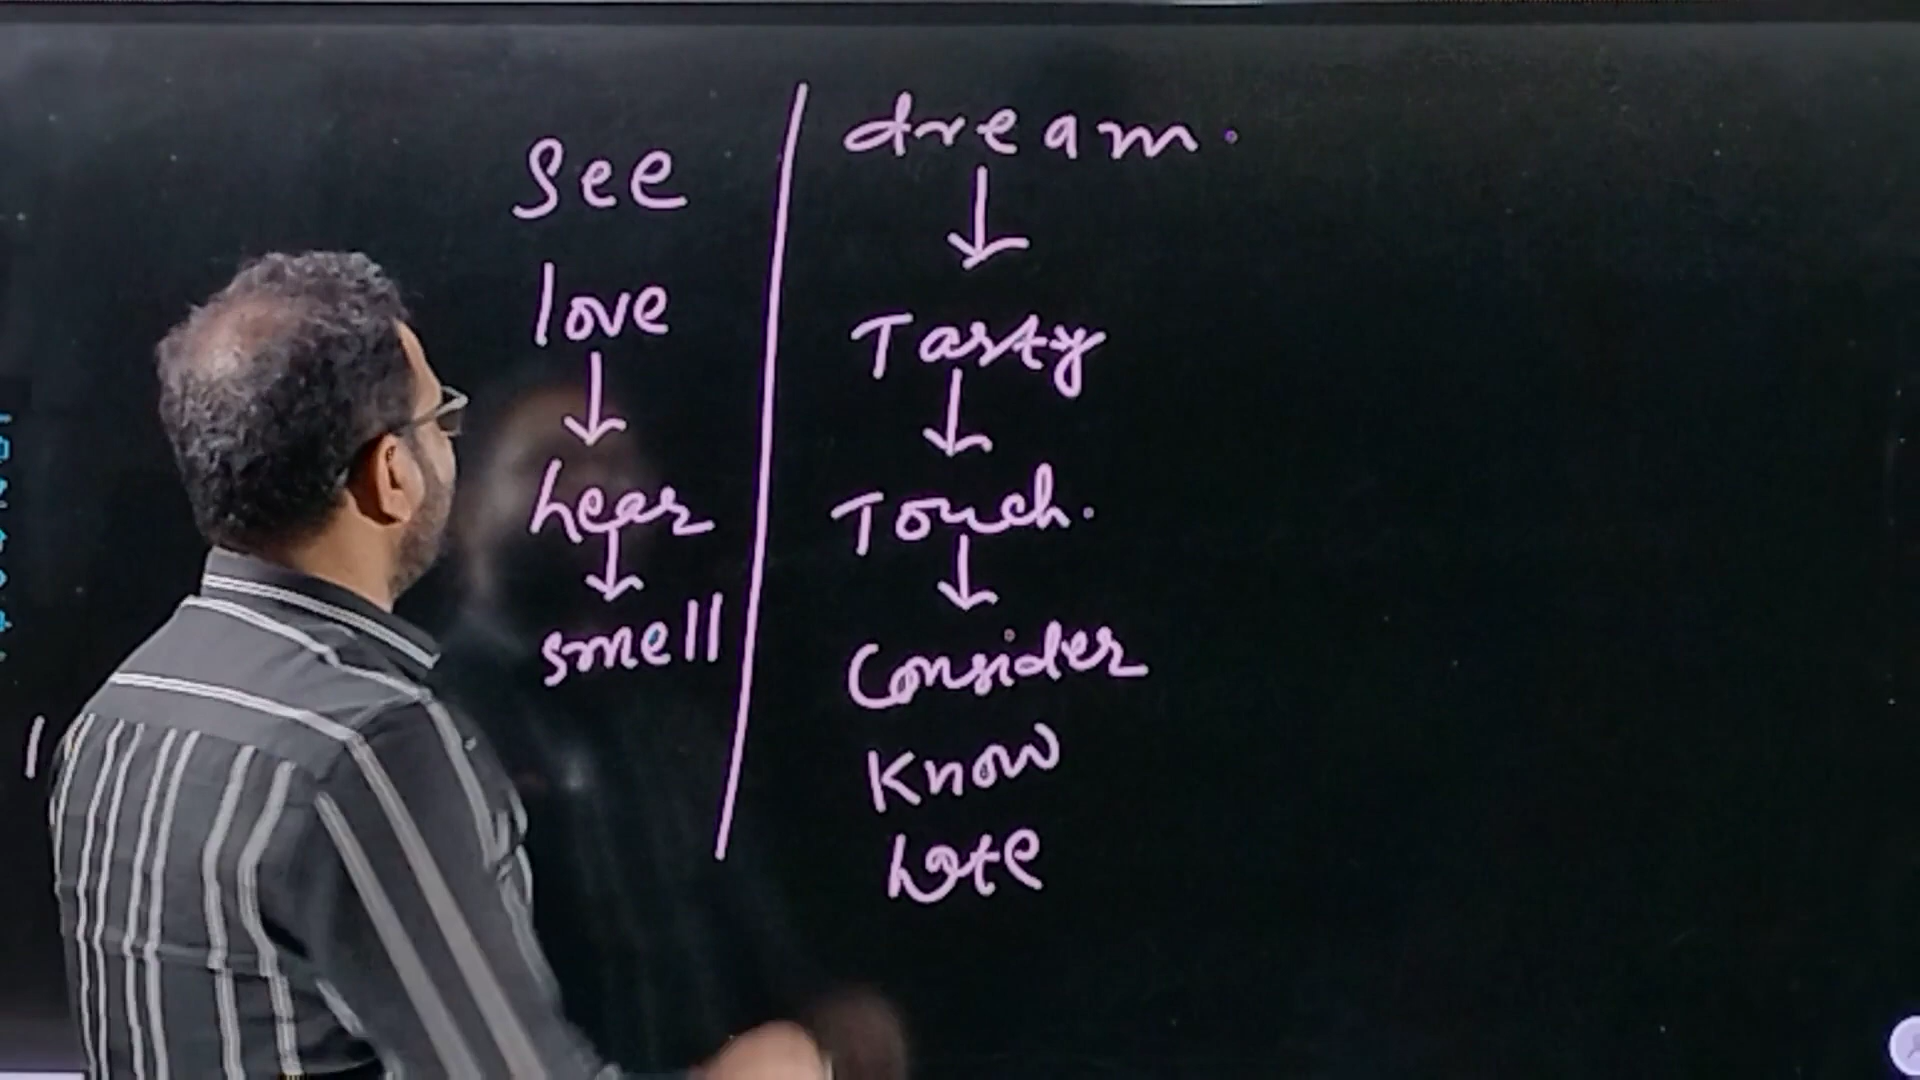 See
love
hear
smell
dream.
Tasty
Touch.
Consider
Know
hate